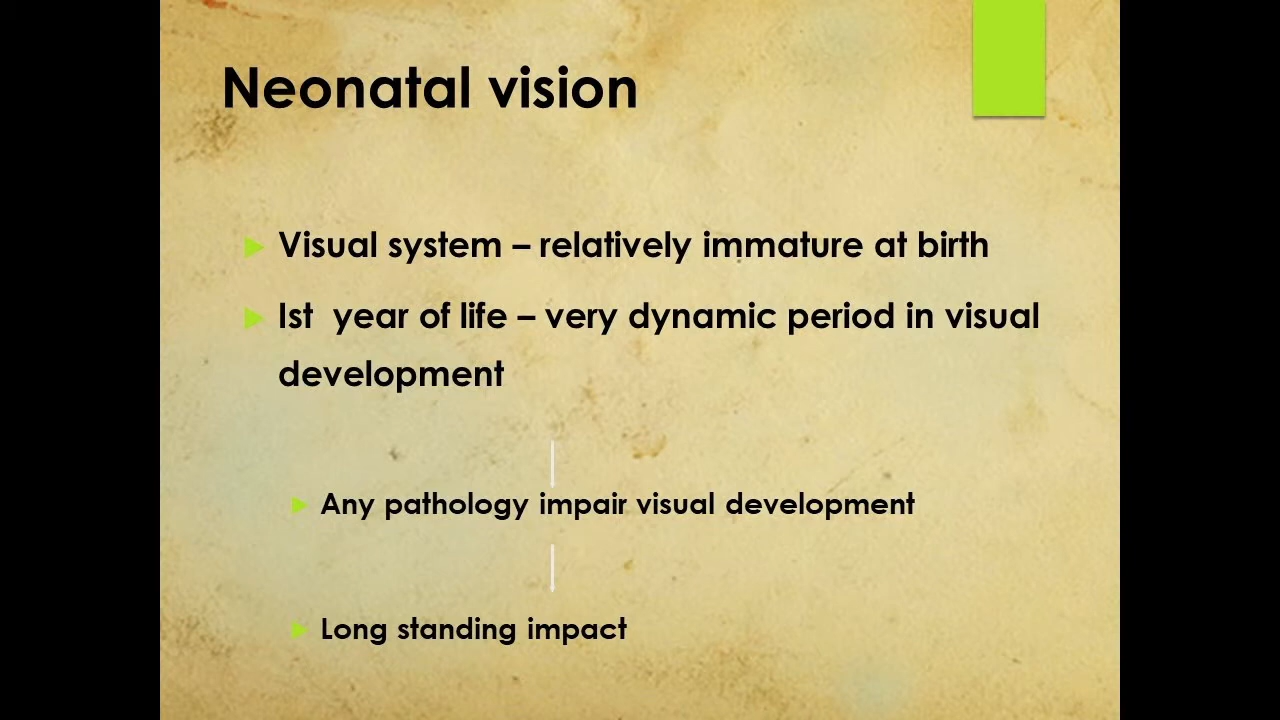 Neonatal vision
Visual system – relatively immature at birth
Ist  year of life – very dynamic period in visual
development
Any pathology impair visual development
Long standing impact